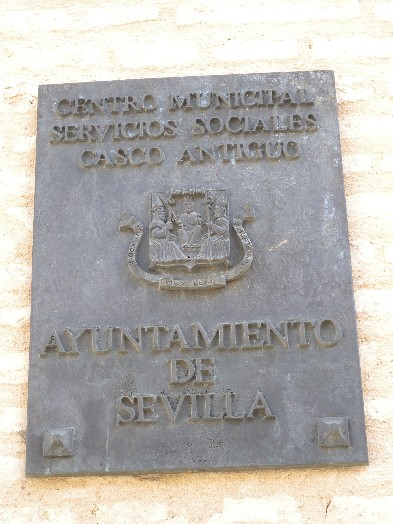 CENTRO MUNICIPAL
SERVICIOS SOCIALES
CASCO ANTIGUO
AYUNTAMIENTO
DE
SEVILLA